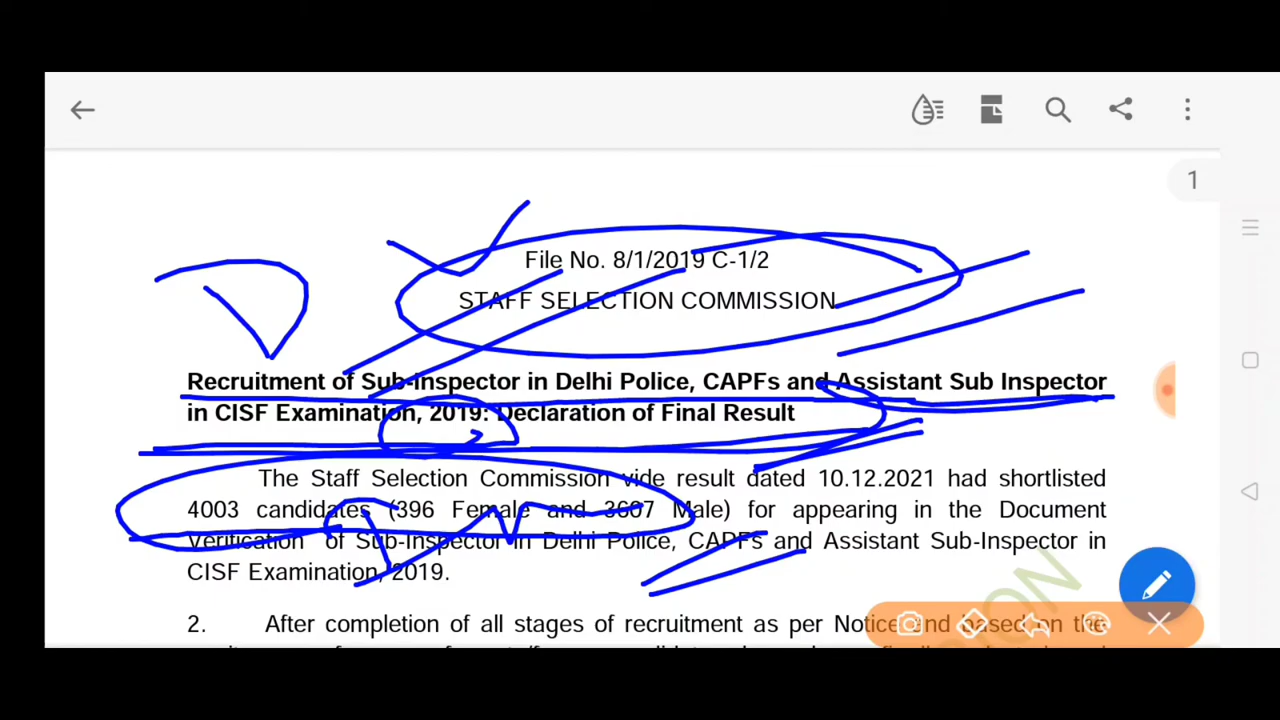 1
File No. 8/1/2019 C-1/2
STAFF SELECTION COMMISSION
Recruitment of Sub-Inspector in Delhi Police, CAPFs and Assistant Sub Inspector
in CISF Examination, 2019: Declaration of Final Result
The Staff Selection Commission vide result dated 10.12.2021 had shortlisted
4003 candidates (396 Female and 3607 Male) for appearing in the Document
Verification of Sub-Inspector in Delhi Police, CAPFs and Assistant Sub-Inspector in
CISF Examination, 2019.
2. After completion of all stages of recruitment as per Notice and based on the